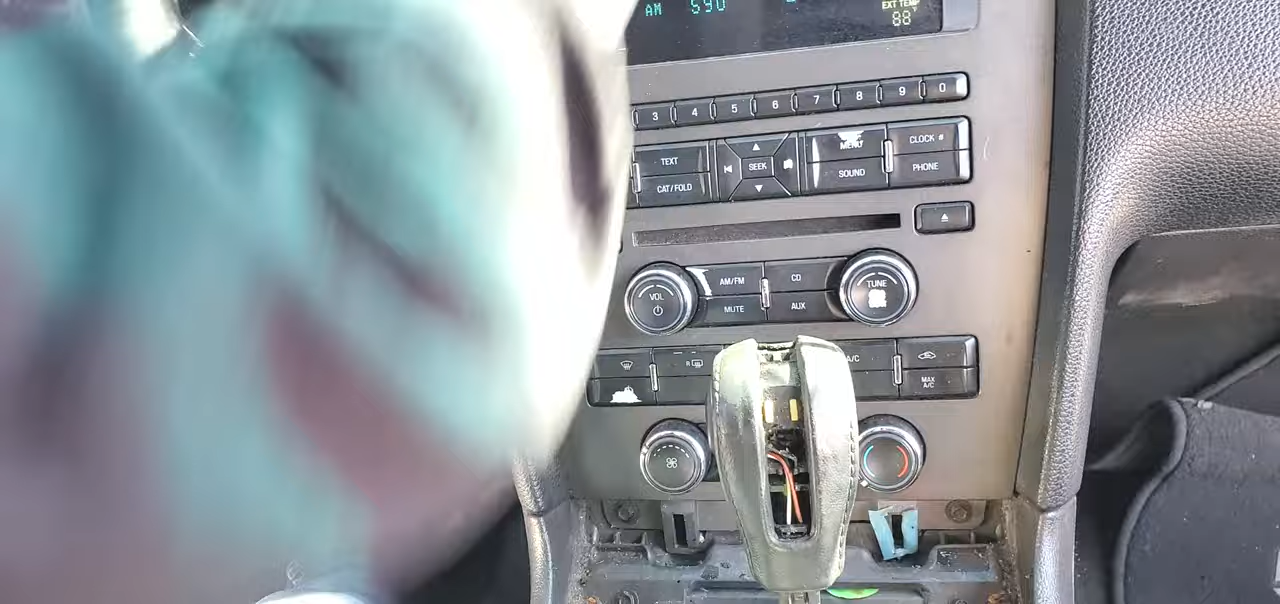 AM 590
EXT TEMP
88°
3 4 5 6 7 8 9 0
TEXT
CAT/FOLD
SEEK
MENU
SOUND
CLOCK #
PHONE
VOL
AM/FM
MUTE
CD
AUX
TUNE
R
A/C
MAX
A/C